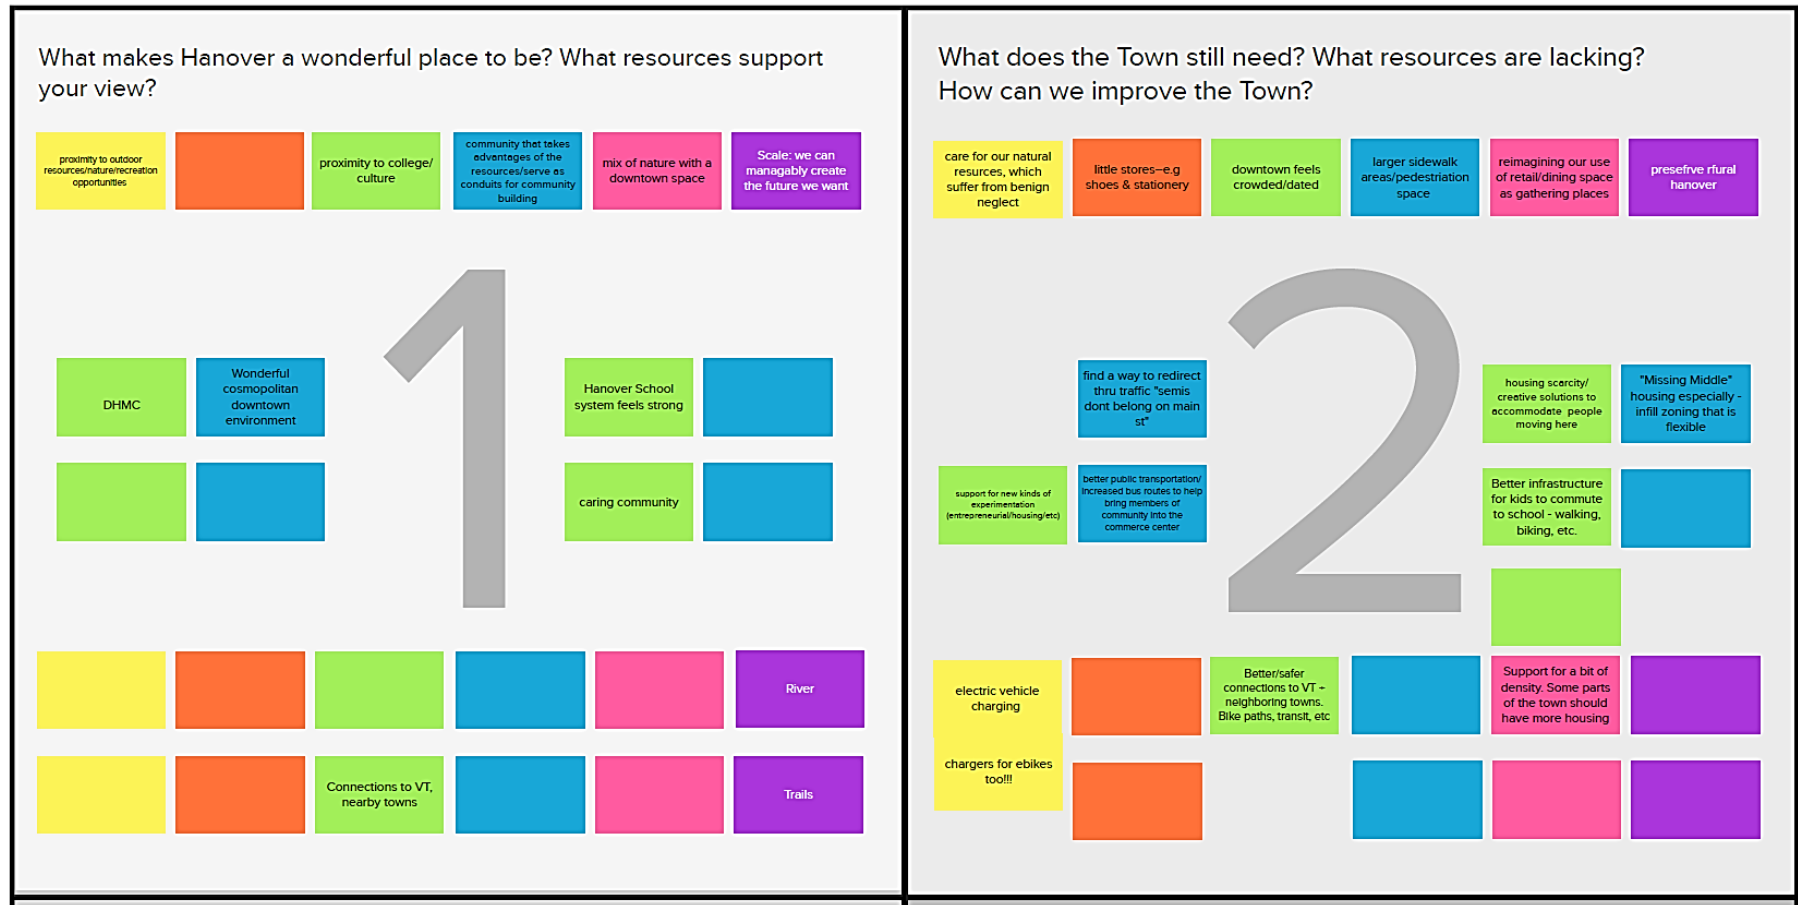 What makes Hanover a wonderful place to be? What resources support
your view?
proximity to outdoor
resources/nature/recreation
opportunities
proximity to college/
culture
community that takes
advantages of the
resources/serve as
conduits for community
building
mix of nature with a
downtown space
Scale: we can
managably create
the future we want
1
DHMC
Wonderful
cosmopolitan
downtown
environment
Hanover School
system feels strong
caring community
River
Connections to VT,
nearby towns
Trails
What does the Town still need? What resources are lacking?
How can we improve the Town?
care for our natural
resurces, which
suffer from benign
neglect
little stores--e.g
shoes & stationery
downtown feels
crowded/dated
larger sidewalk
areas/pedestriation
space
reimagining our use
of retail/dining space
as gathering places
presefrve rfural
hanover
2
find a way to redirect
thru traffic "semis
dont belong on main
st"
housing scarcity/
creative solutions to
accommodate people
moving here
"Missing Middle"
housing especially -
infill zoning that is
flexible
support for new kinds of
experimentation
(entrepreneurial/housing/etc)
better public transportation/
increased bus routes to help
bring members of
community into the
commerce center
Better infrastructure
for kids to commute
to school - walking,
biking, etc.
electric vehicle
charging
Better/safer
connections to VT +
neighboring towns.
Bike paths, transit, etc
Support for a bit of
density. Some parts
of the town should
have more housing
chargers for ebikes
too!!!